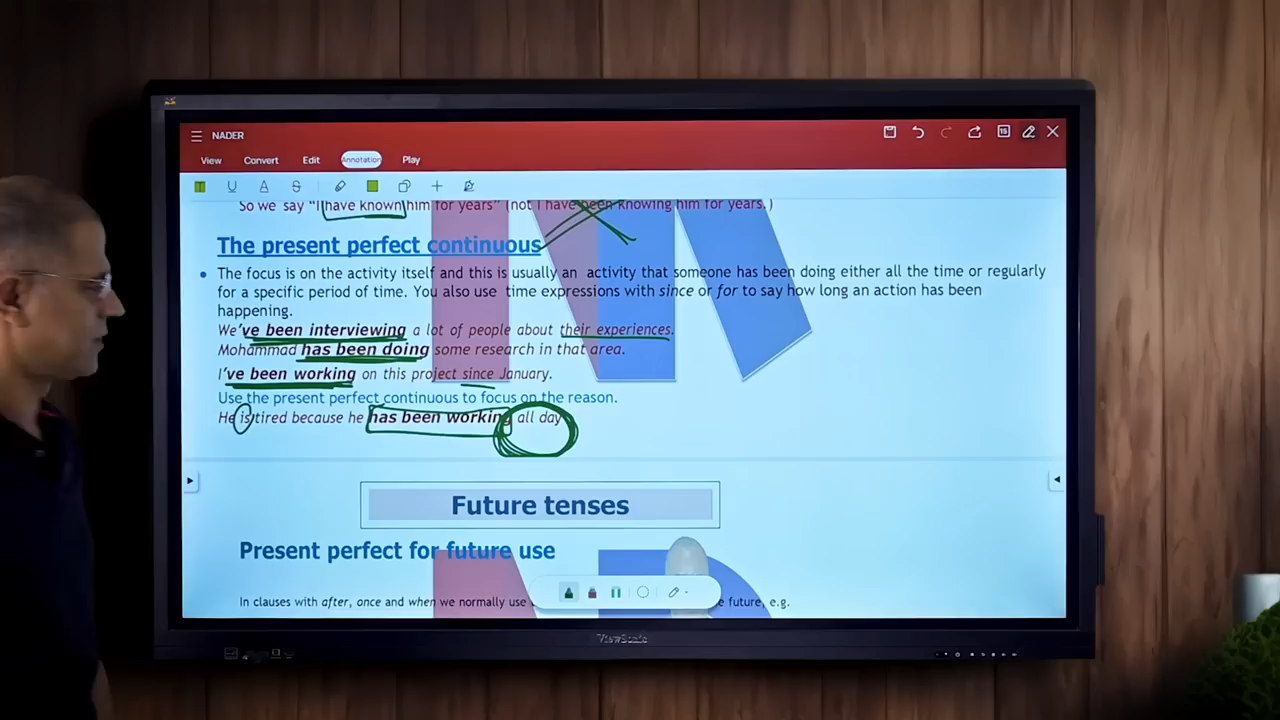 NADER
15
View Convert Edit Annotation Play
So we say "I have known him for years" (not I have been knowing him for years.)
The present perfect continuous
• The focus is on the activity itself and this is usually an activity that someone has been doing either all the time or regularly
for a specific period of time. You also use time expressions with since or for to say how long an action has been
happening.
We've been interviewing a lot of people about their experiences.
Mohammad has been doing some research in that area.
I've been working on this project since January.
Use the present perfect continuous to focus on the reason.
He is tired because he has been working all day
Future tenses
Present perfect for future use
In clauses with after, once and when we normally use future, e.g.
ViewSonic